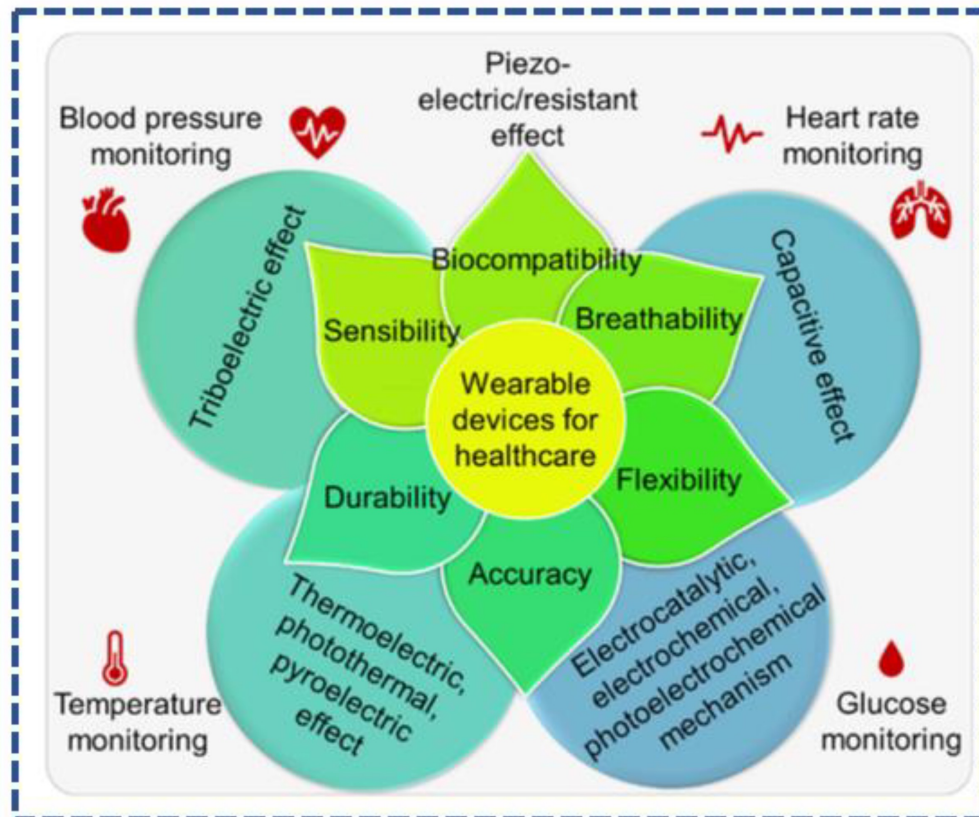 Piezo-
electric/resistant
effect
Blood pressure
monitoring
Heart rate
monitoring
Triboelectric effect
Capacitive effect
Biocompatibility
Sensibility
Breathability
Wearable
devices for
healthcare
Durability
Flexibility
Accuracy
Thermoelectric,
photothermal,
pyroelectric
effect
Electrocatalytic,
electrochemical,
photoelectrochemical
mechanism
Temperature
monitoring
Glucose
monitoring